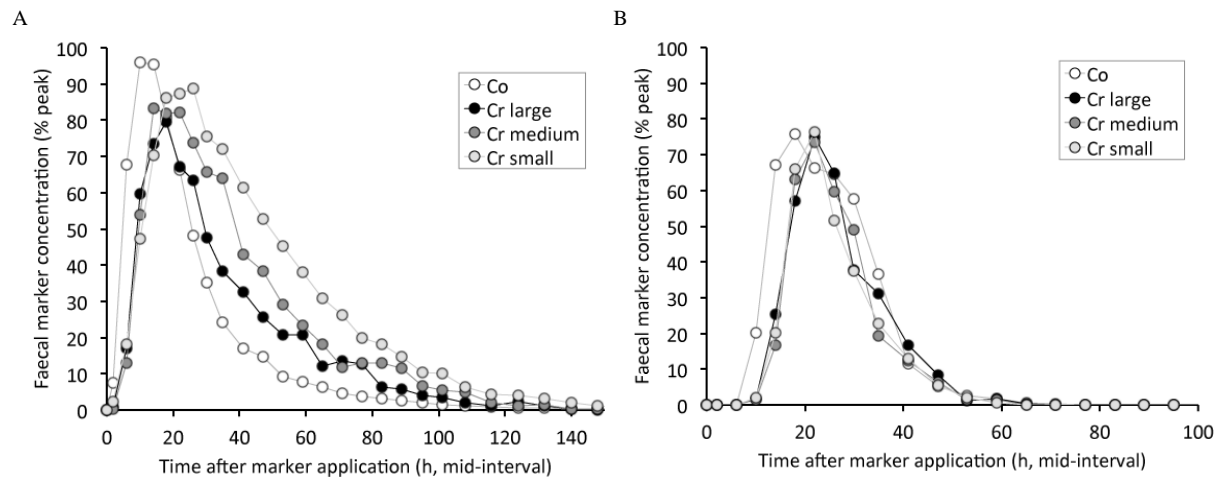 A
100
90
80
70
60
50
40
30
20
10
0
Faecal marker concentration (% peak)
0 20 40 60 80 100 120 140
Time after marker application (h, mid-interval)
Co
Cr large
Cr medium
Cr small
B
100
90
80
70
60
50
40
30
20
10
0
Faecal marker concentration (% peak)
0 20 40 60 80 100
Time after marker application (h, mid-interval)
Co
Cr large
Cr medium
Cr small